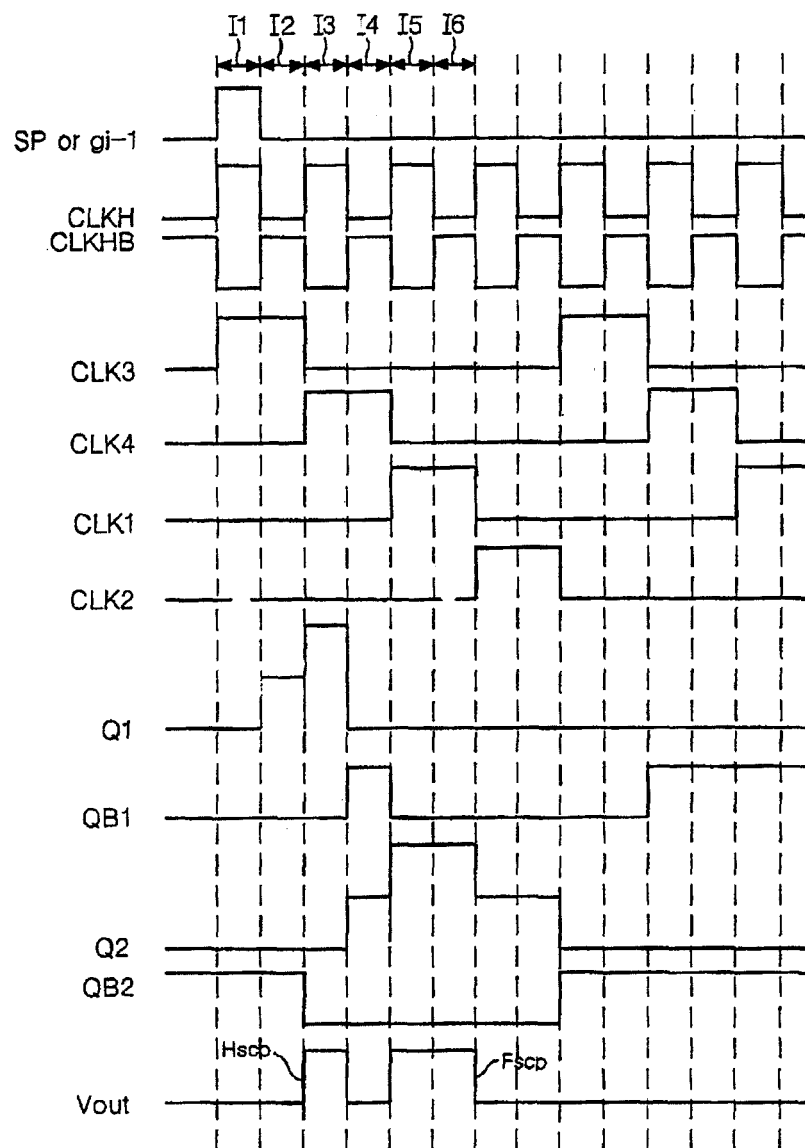 I1 I2 I3 I4 I5 I6
SP or gi-1
CLKH
CLKHB
CLK3
CLK4
CLK1
CLK2
Q1
QB1
Q2
QB2
Hscp
Fscp
Vout